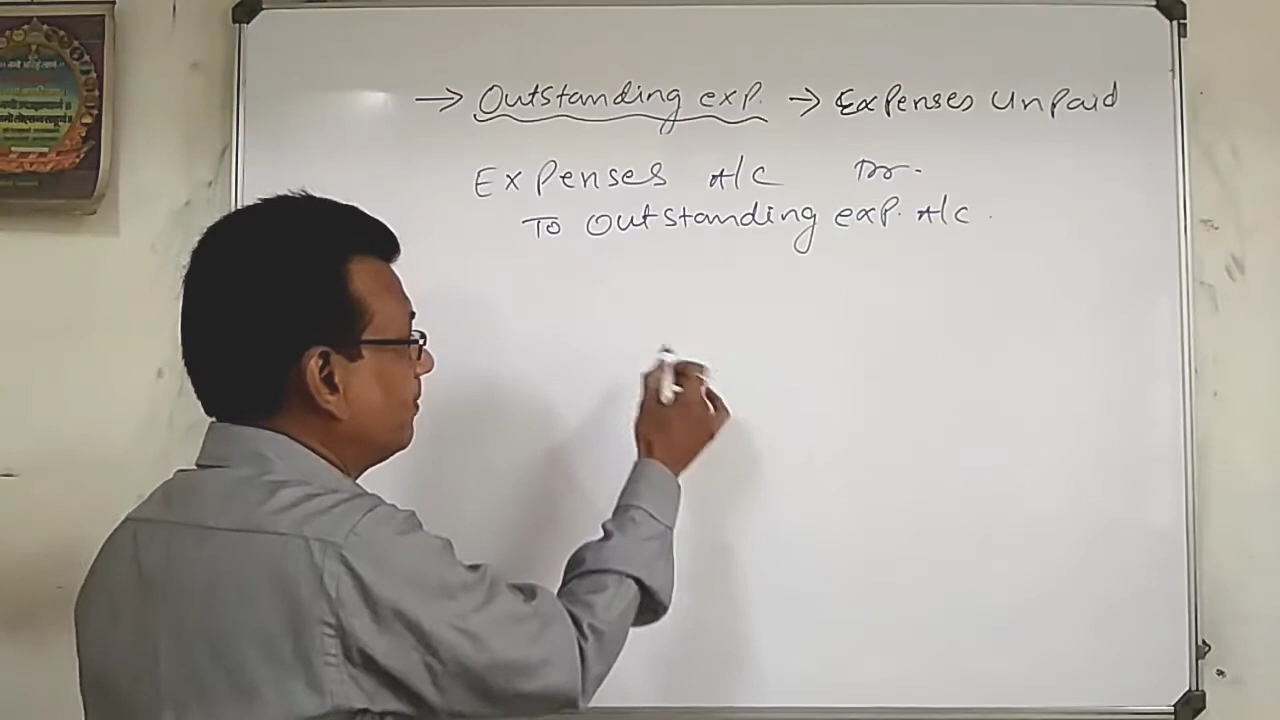 → Outstanding exp. → Expenses Unpaid
Expenses A/C Dr.
To Outstanding exp. A/C.